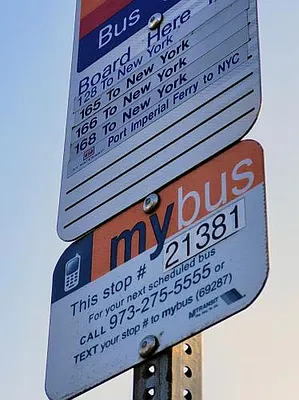 Bus
Board Here
128 To New York
165 To New York
166 To New York
168 To New York
Port Imperial Ferry to NYC
mybus
This stop # 21381
For your next scheduled bus
CALL 973-275-5555 or
TEXT your stop # to mybus (69287)
NJ TRANSIT